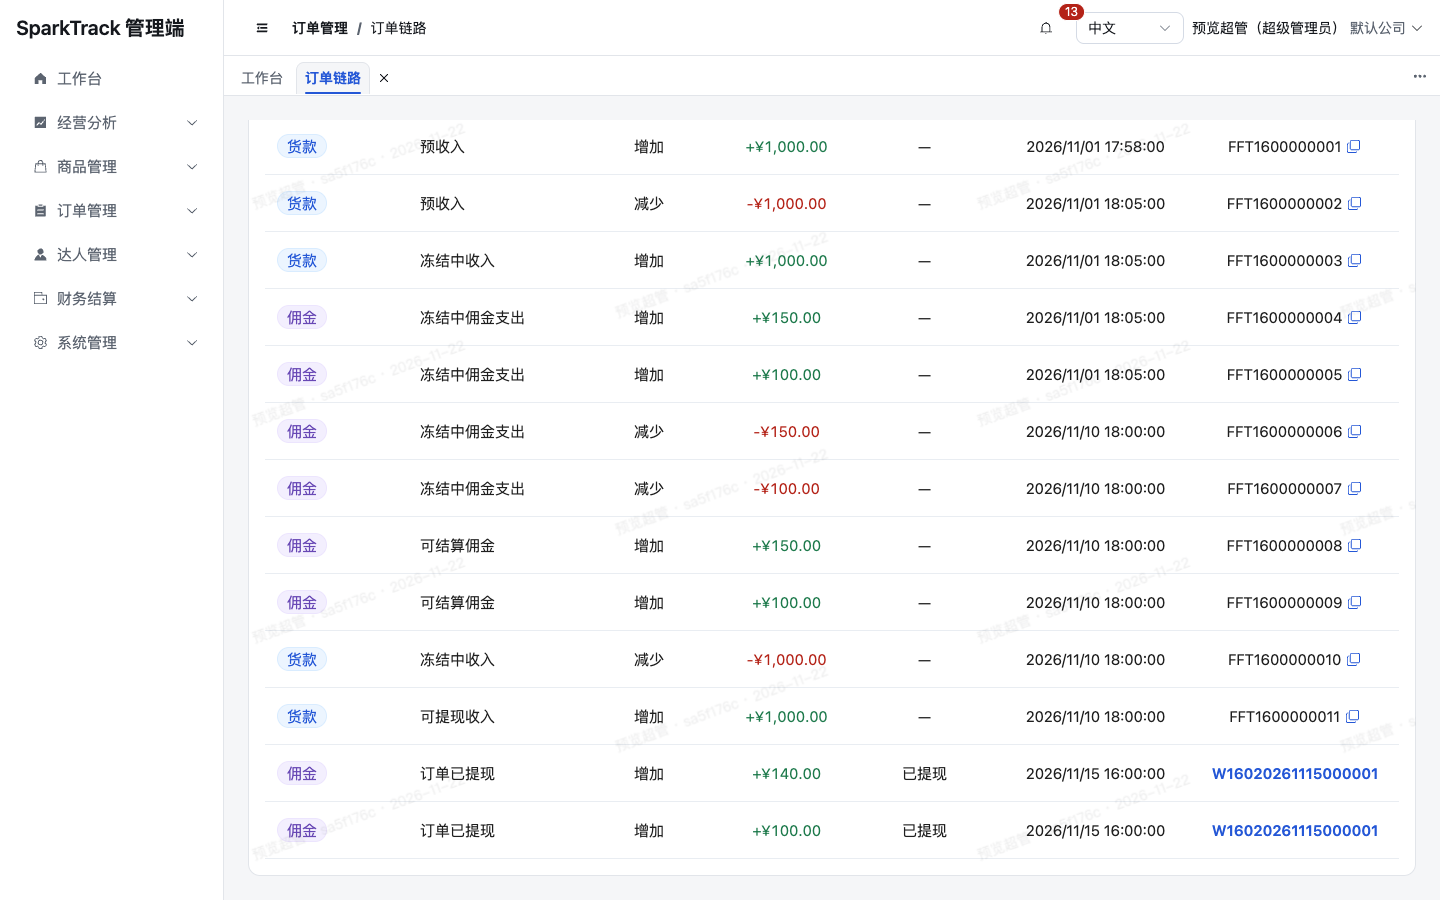 SparkTrack 管理端
订单管理 / 订单链路
13
中文
预览超管（超级管理员） 默认公司
工作台
经营分析
商品管理
订单管理
达人管理
财务结算
系统管理
工作台 订单链路
货款 预收入 增加 +¥1,000.00 — 2026/11/01 17:58:00 FFT1600000001
货款 预收入 减少 -¥1,000.00 — 2026/11/01 18:05:00 FFT1600000002
货款 冻结中收入 增加 +¥1,000.00 — 2026/11/01 18:05:00 FFT1600000003
佣金 冻结中佣金支出 增加 +¥150.00 — 2026/11/01 18:05:00 FFT1600000004
佣金 冻结中佣金支出 增加 +¥100.00 — 2026/11/01 18:05:00 FFT1600000005
佣金 冻结中佣金支出 减少 -¥150.00 — 2026/11/10 18:00:00 FFT1600000006
佣金 冻结中佣金支出 减少 -¥100.00 — 2026/11/10 18:00:00 FFT1600000007
佣金 可结算佣金 增加 +¥150.00 — 2026/11/10 18:00:00 FFT1600000008
佣金 可结算佣金 增加 +¥100.00 — 2026/11/10 18:00:00 FFT1600000009
货款 冻结中收入 减少 -¥1,000.00 — 2026/11/10 18:00:00 FFT1600000010
货款 可提现收入 增加 +¥1,000.00 — 2026/11/10 18:00:00 FFT1600000011
佣金 订单已提现 增加 +¥140.00 已提现 2026/11/15 16:00:00 W16020261115000001
佣金 订单已提现 增加 +¥100.00 已提现 2026/11/15 16:00:00 W16020261115000001
预览超管 · sa5f176c · 2026-11-22